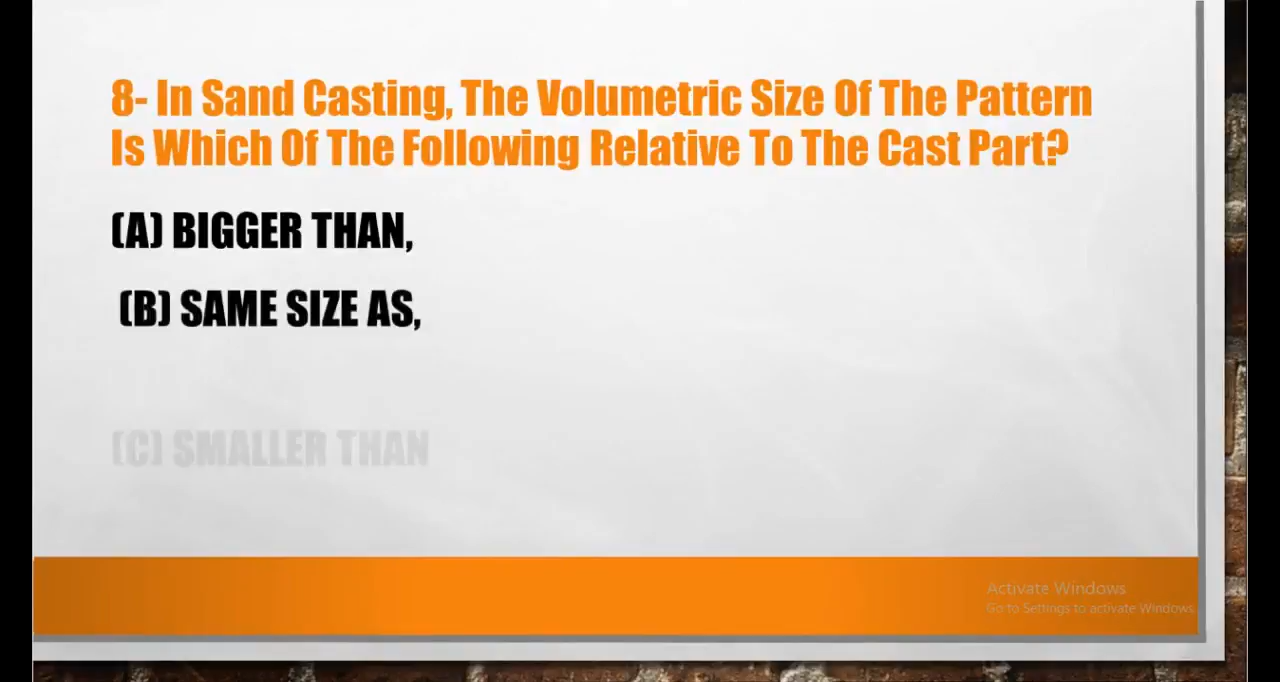 8- In Sand Casting, The Volumetric Size Of The Pattern
Is Which Of The Following Relative To The Cast Part?
(A) BIGGER THAN,
(B) SAME SIZE AS,
(C) SMALLER THAN
Activate Windows
Go to Settings to activate Windows.